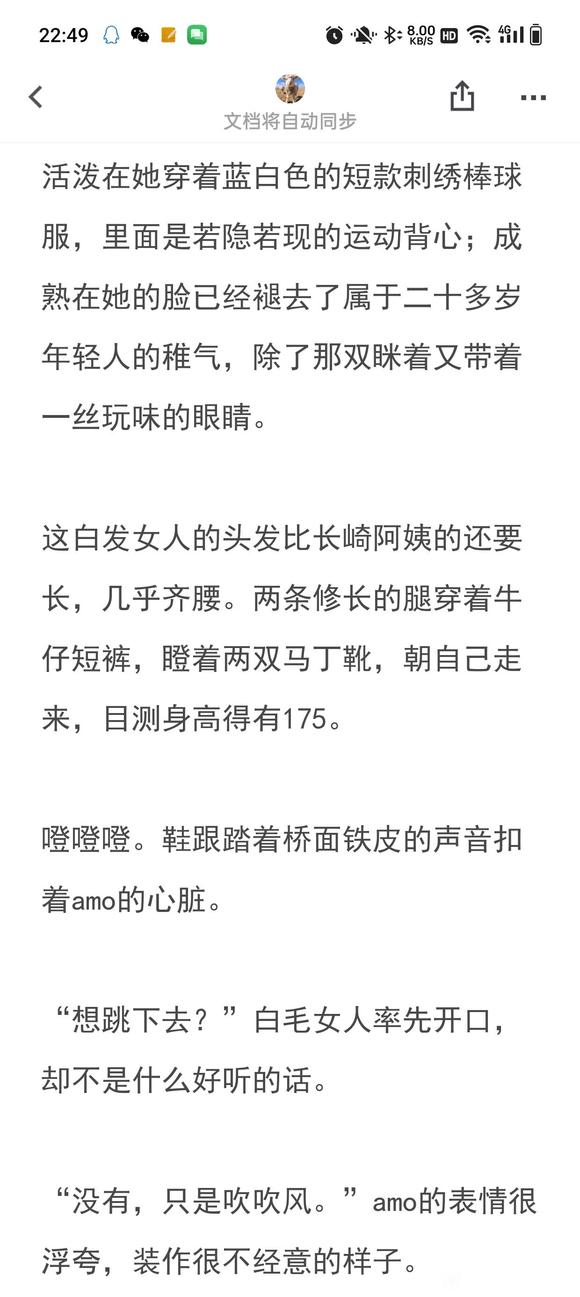 22:49
8.00
KB/S
HD
4G
文档将自动同步
活泼在她穿着蓝白色的短款刺绣棒球
服，里面是若隐若现的运动背心；成
熟在她的脸已经褪去了属于二十多岁
年轻人的稚气，除了那双眯着又带着
一丝玩味的眼睛。
这白发女人的头发比长崎阿姨的还要
长，几乎齐腰。两条修长的腿穿着牛
仔短裤，瞪着两双马丁靴，朝自己走
来，目测身高得有175。
噔噔噔。鞋跟踏着桥面铁皮的声音扣
着amo的心脏。
“想跳下去？”白毛女人率先开口，
却不是什么好听的话。
“没有，只是吹吹风。”amo的表情很
浮夸，装作很不经意的样子。